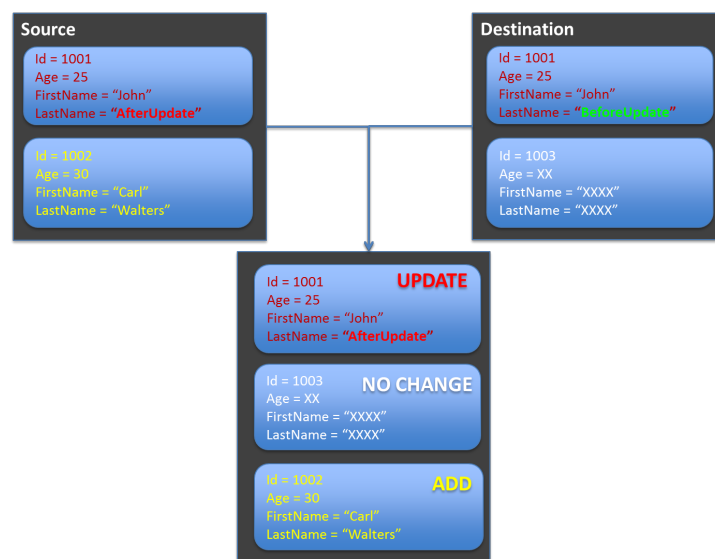 Source
Id = 1001
Age = 25
FirstName = “John”
LastName = “AfterUpdate”
Id = 1002
Age = 30
FirstName = “Carl”
LastName = “Walters”
Destination
Id = 1001
Age = 25
FirstName = “John”
LastName = “BeforeUpdate”
Id = 1003
Age = XX
FirstName = “XXXX”
LastName = “XXXX”
UPDATE
Id = 1001
Age = 25
FirstName = “John”
LastName = “AfterUpdate”
NO CHANGE
Id = 1003
Age = XX
FirstName = “XXXX”
LastName = “XXXX”
ADD
Id = 1002
Age = 30
FirstName = “Carl”
LastName = “Walters”